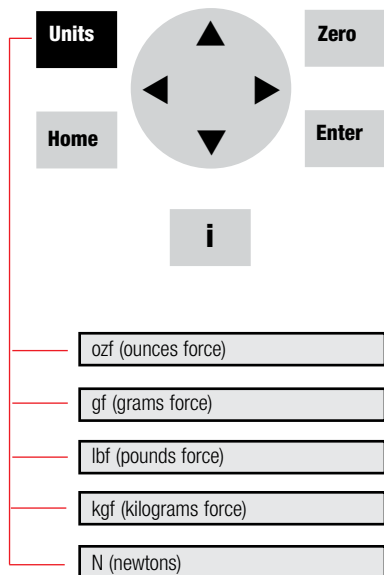 Units
Zero
Home
Enter
i
ozf (ounces force)
gf (grams force)
lbf (pounds force)
kgf (kilograms force)
N (newtons)